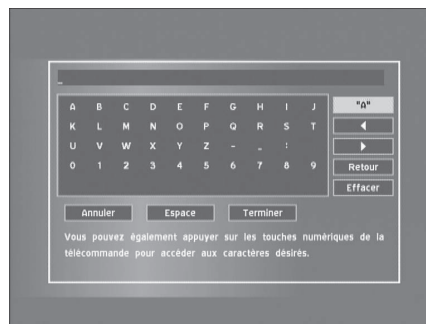 _
A B C D E F G H I J "A"
K L M N O P Q R S T
U V W X Y Z - _ :
0 1 2 3 4 5 6 7 8 9 Retour
Effacer
Annuler Espace Terminer
Vous pouvez également appuyer sur les touches numériques de la
télécommande pour accéder aux caractères désirés.